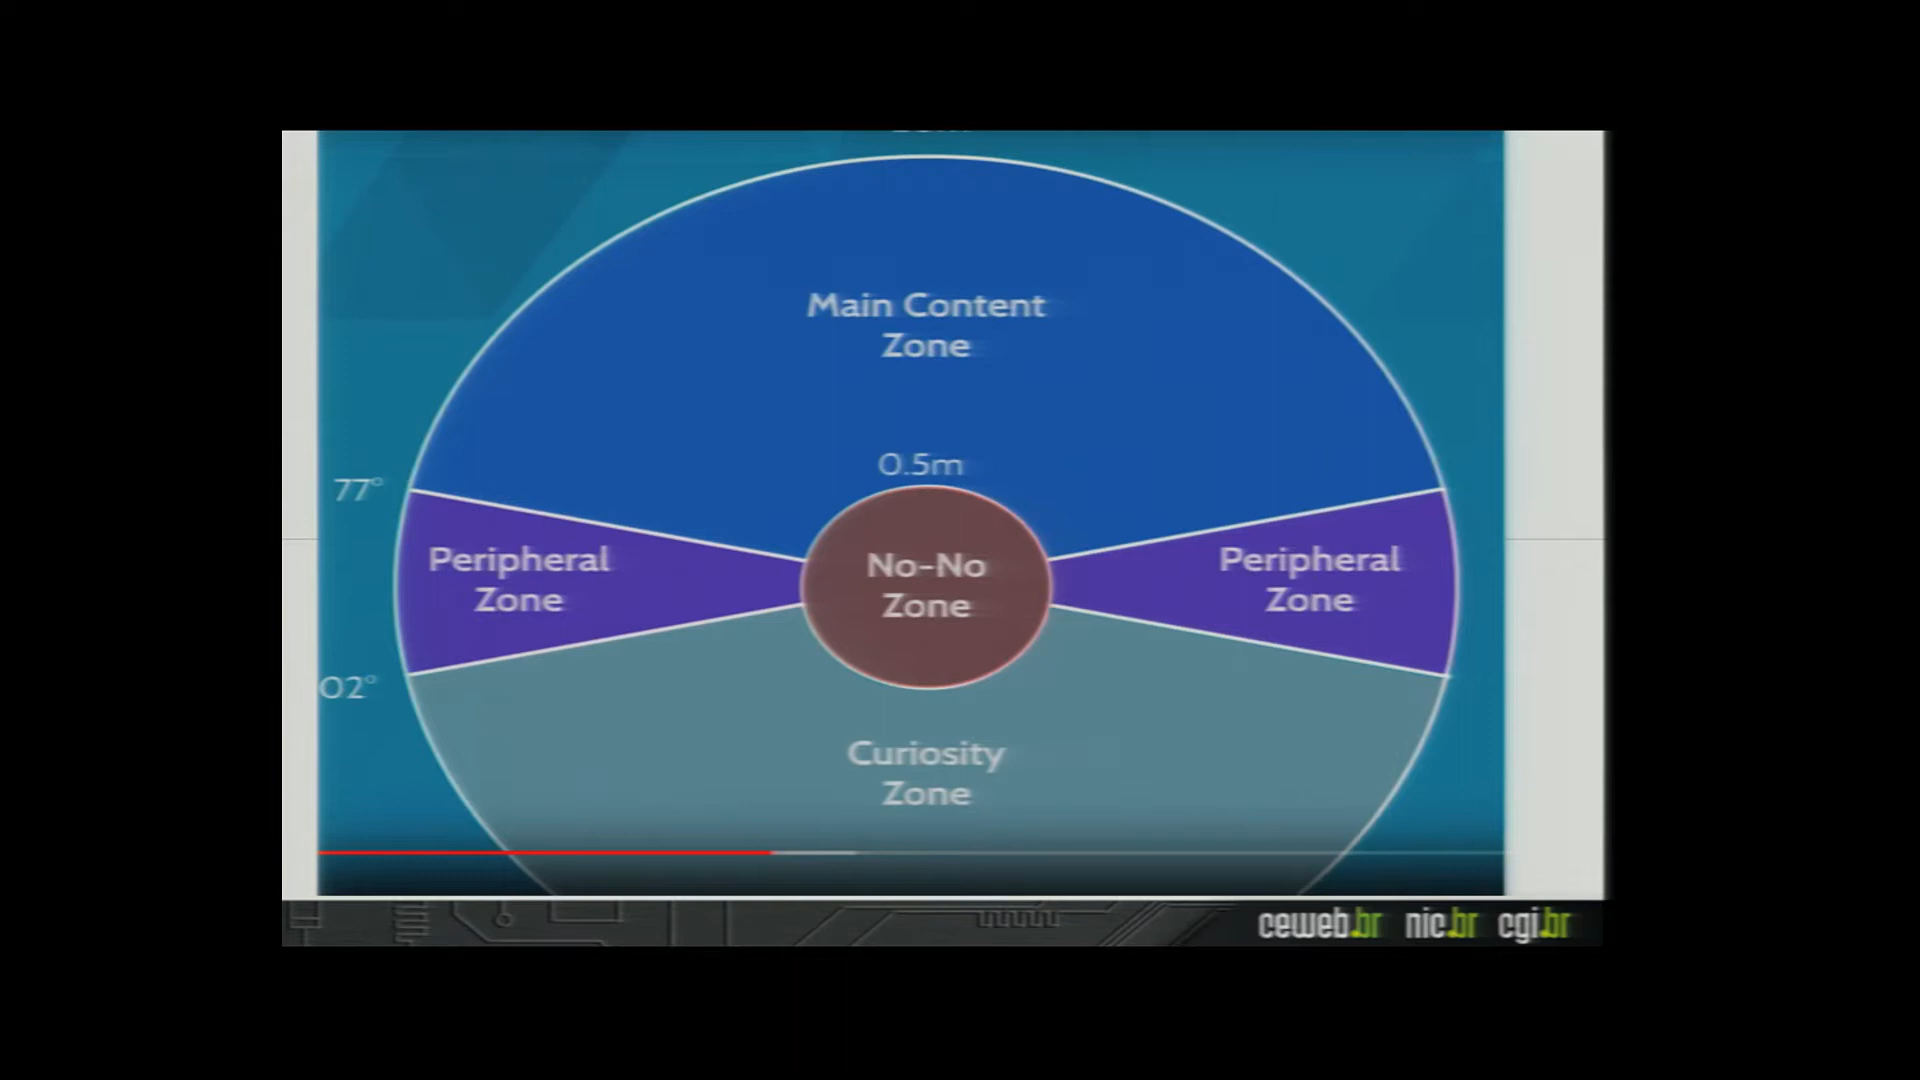 Main Content
Zone
0.5m
77°
Peripheral
Zone
No-No
Zone
Peripheral
Zone
02°
Curiosity
Zone
ceweb.br nic.br cgi.br